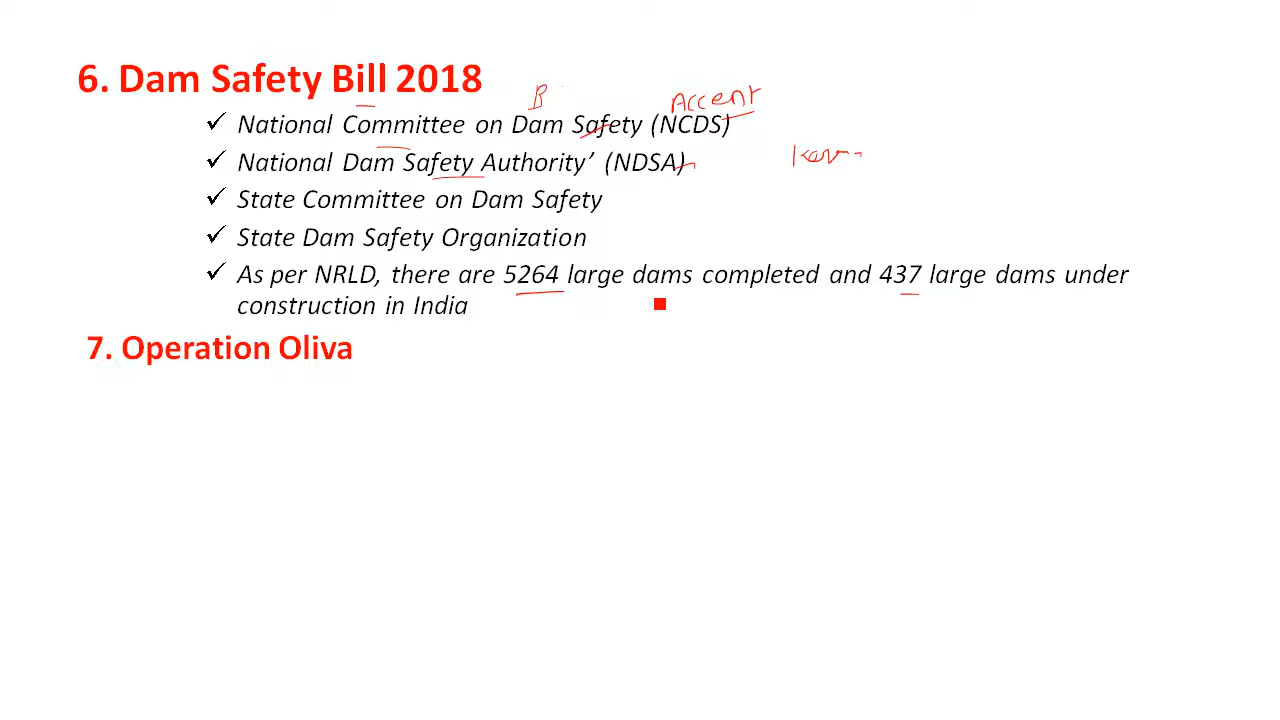 6. Dam Safety Bill 2018
B
Accent
✓ National Committee on Dam Safety (NCDS)
✓ National Dam Safety Authority’ (NDSA)
✓ State Committee on Dam Safety
✓ State Dam Safety Organization
✓ As per NRLD, there are 5264 large dams completed and 437 large dams under
construction in India
7. Operation Oliva